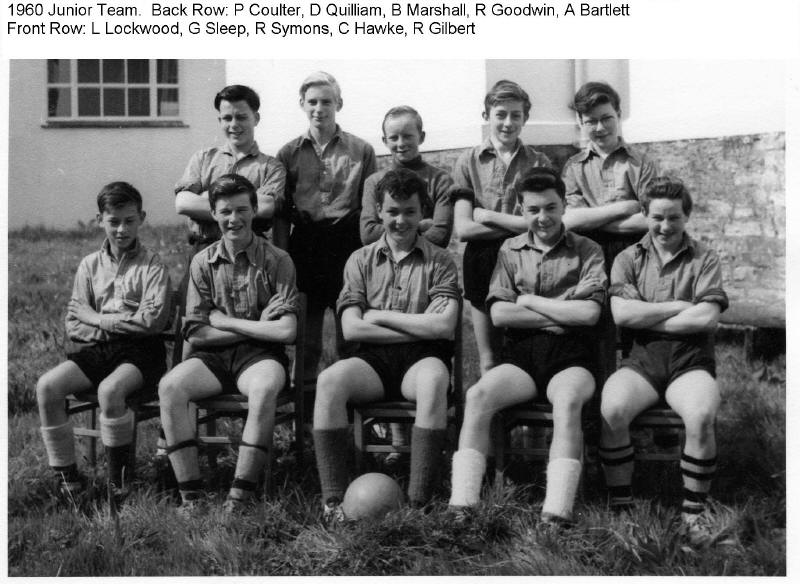 1960 Junior Team.  Back Row: P Coulter, D Quilliam, B Marshall, R Goodwin, A Bartlett
Front Row: L Lockwood, G Sleep, R Symons, C Hawke, R Gilbert